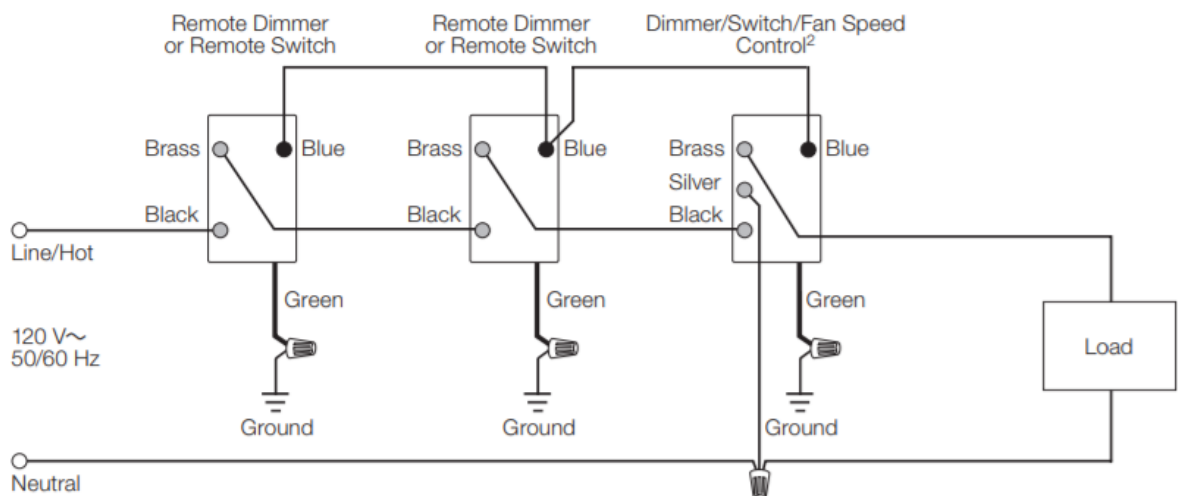 Remote Dimmer
or Remote Switch
Remote Dimmer
or Remote Switch
Dimmer/Switch/Fan Speed
Control²
Brass
Blue
Brass
Blue
Brass
Blue
Silver
Black
Black
Black
Line/Hot
Green
Green
Green
120 V~
50/60 Hz
Load
Ground
Ground
Ground
Neutral